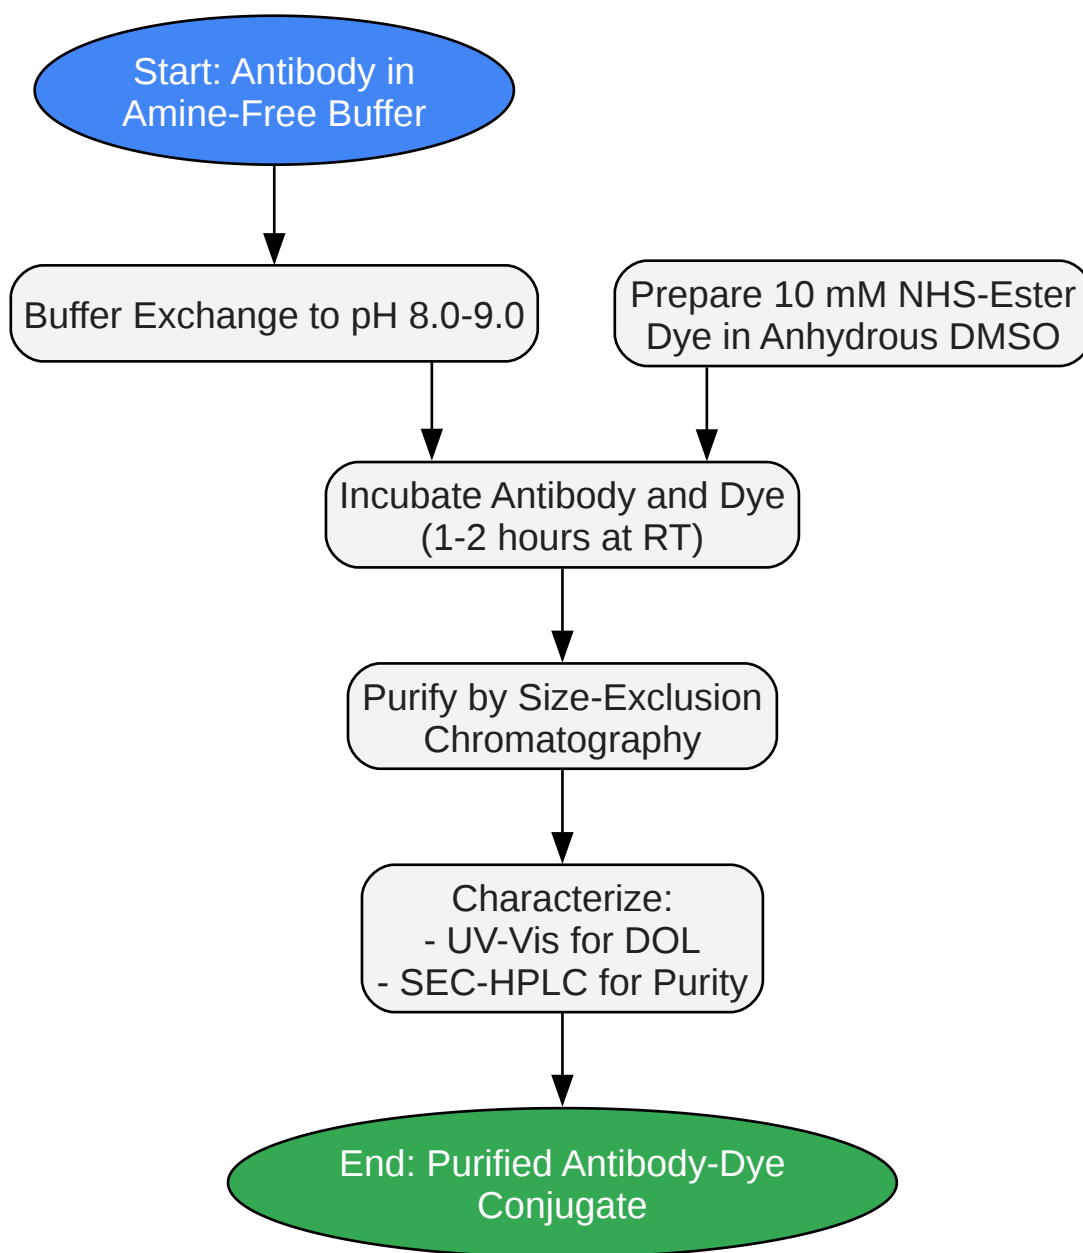 Start: Antibody in
Amine-Free Buffer
Buffer Exchange to pH 8.0-9.0
Prepare 10 mM NHS-Ester
Dye in Anhydrous DMSO
Incubate Antibody and Dye
(1-2 hours at RT)
Purify by Size-Exclusion
Chromatography
Characterize:
- UV-Vis for DOL
- SEC-HPLC for Purity
End: Purified Antibody-Dye
Conjugate